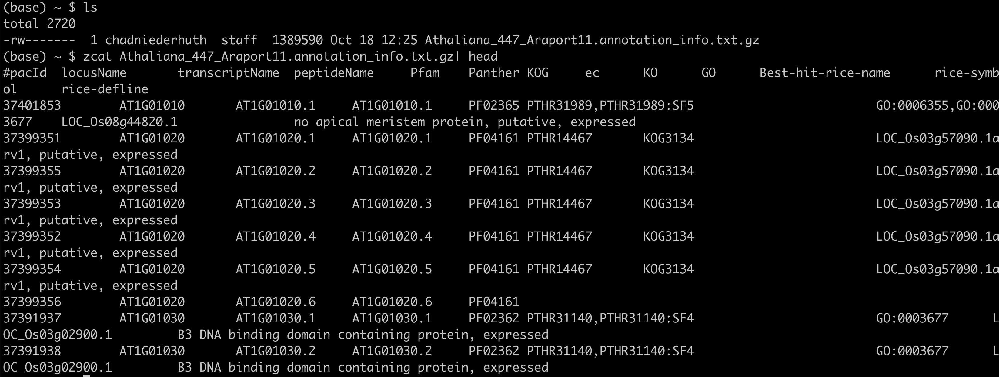 (base) ~ $ ls
total 2720
-rw-------  1 chadniederhuth  staff  1389590 Oct 18 12:25 Athaliana_447_Araport11.annotation_info.txt.gz
(base) ~ $ zcat Athaliana_447_Araport11.annotation_info.txt.gz| head
#pacId  locusName       transcriptName  peptideName     Pfam    Panther KOG     ec      KO      GO      Best-hit-rice-name      rice-symb
ol      rice-defline
37401853        AT1G01010       AT1G01010.1     AT1G01010.1     PF02365 PTHR31989,PTHR31989:SF5                         GO:0006355,GO:000
3677    LOC_Os08g44820.1                no apical meristem protein, putative, expressed
37399351        AT1G01020       AT1G01020.1     AT1G01020.1     PF04161 PTHR14467       KOG3134                         LOC_Os03g57090.1a
rv1, putative, expressed
37399355        AT1G01020       AT1G01020.2     AT1G01020.2     PF04161 PTHR14467       KOG3134                         LOC_Os03g57090.1a
rv1, putative, expressed
37399353        AT1G01020       AT1G01020.3     AT1G01020.3     PF04161 PTHR14467       KOG3134                         LOC_Os03g57090.1a
rv1, putative, expressed
37399352        AT1G01020       AT1G01020.4     AT1G01020.4     PF04161 PTHR14467       KOG3134                         LOC_Os03g57090.1a
rv1, putative, expressed
37399354        AT1G01020       AT1G01020.5     AT1G01020.5     PF04161 PTHR14467       KOG3134                         LOC_Os03g57090.1a
rv1, putative, expressed
37399356        AT1G01020       AT1G01020.6     AT1G01020.6     PF04161
37391937        AT1G01030       AT1G01030.1     AT1G01030.1     PF02362 PTHR31140,PTHR31140:SF4                         GO:0003677      L
OC_Os03g02900.1         B3 DNA binding domain containing protein, expressed
37391938        AT1G01030       AT1G01030.2     AT1G01030.2     PF02362 PTHR31140,PTHR31140:SF4                         GO:0003677      L
OC_Os03g02900.1         B3 DNA binding domain containing protein, expressed